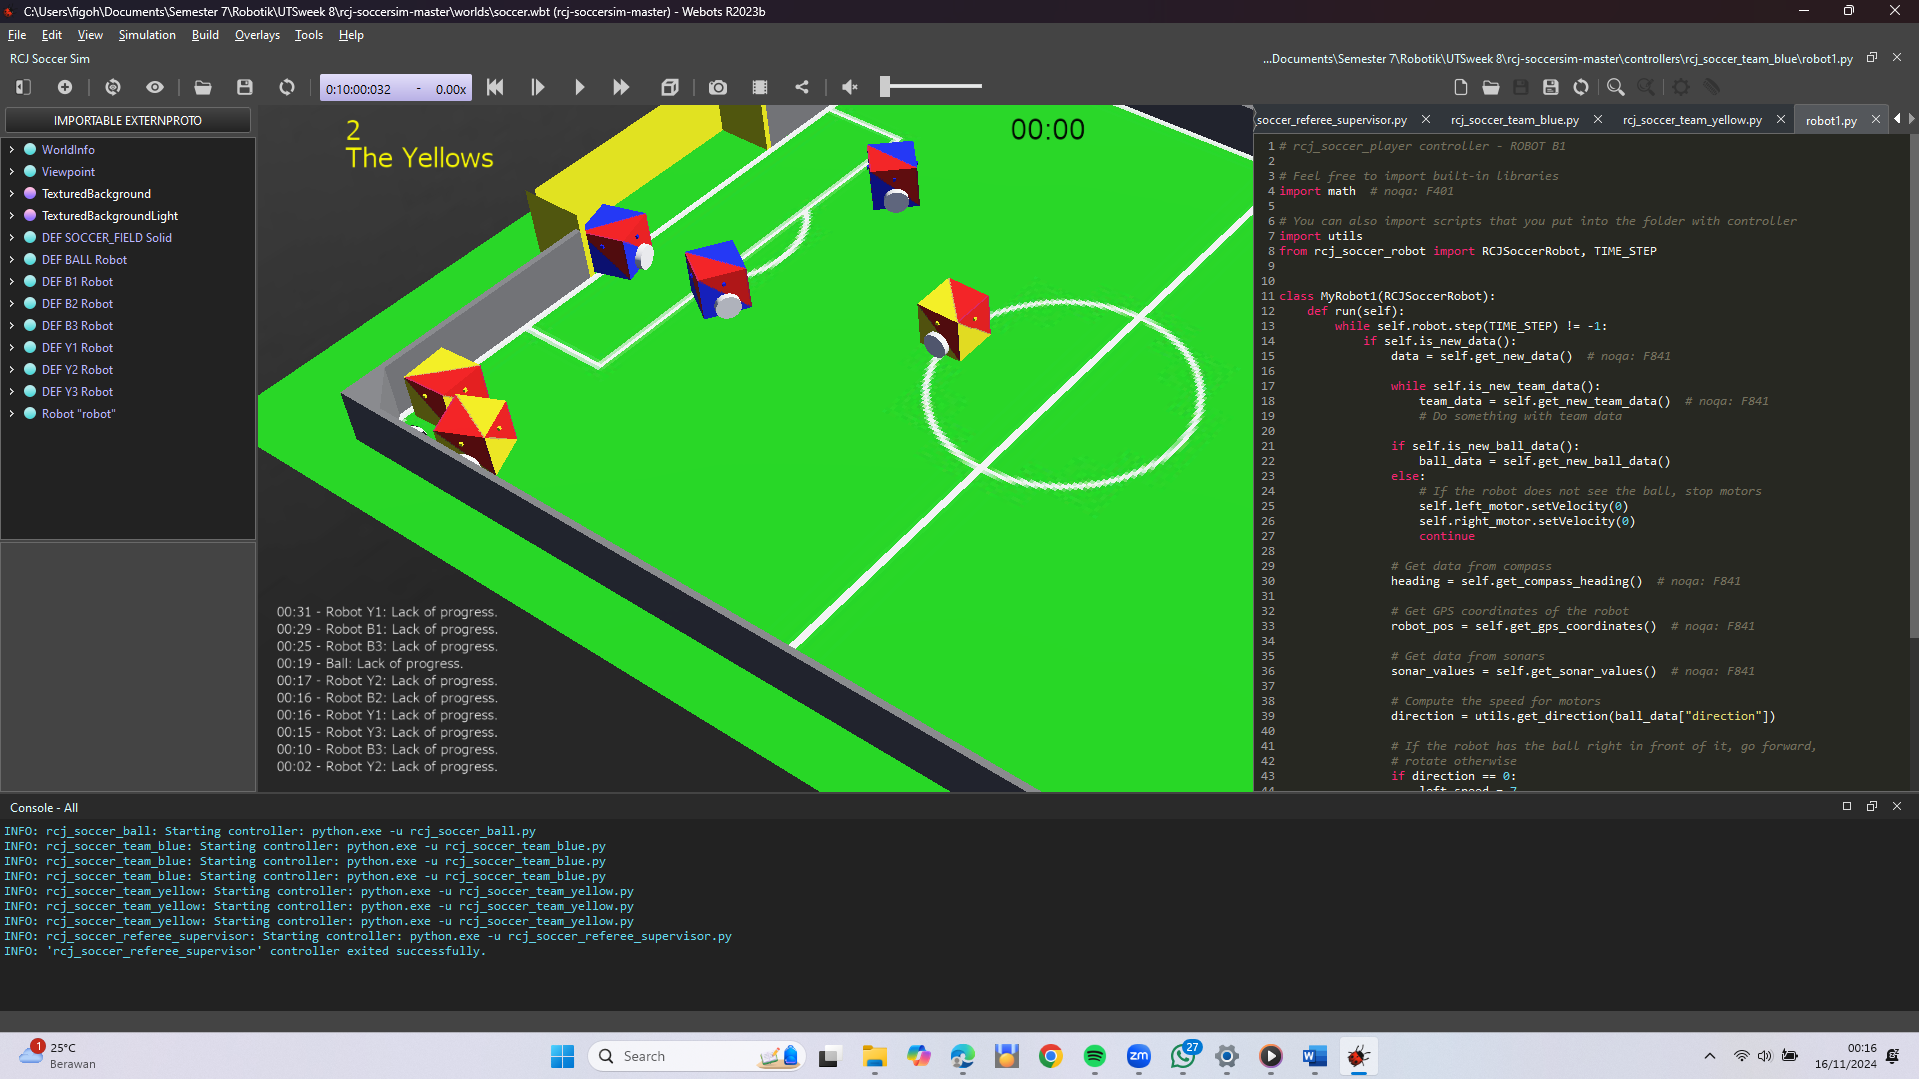 C:\Users\figoh\Documents\Semester 7\Robotik\UTSweek 8\rcj-soccersim-master\worlds\soccer.wbt (rcj-soccersim-master) - Webots R2023b
File Edit View Simulation Build Overlays Tools Help
RCJ Soccer Sim
...Documents\Semester 7\Robotik\UTSweek 8\rcj-soccersim-master\controllers\rcj_soccer_team_blue\robot1.py
0:10:00:032 - 0.00x
IMPORTABLE EXTERNPROTO
WorldInfo
Viewpoint
TexturedBackground
TexturedBackgroundLight
DEF SOCCER_FIELD Solid
DEF BALL Robot
DEF B1 Robot
DEF B2 Robot
DEF B3 Robot
DEF Y1 Robot
DEF Y2 Robot
DEF Y3 Robot
Robot "robot"
2
The Yellows
00:00
00:31 - Robot Y1: Lack of progress.
00:29 - Robot B1: Lack of progress.
00:25 - Robot B3: Lack of progress.
00:19 - Ball: Lack of progress.
00:17 - Robot Y2: Lack of progress.
00:16 - Robot B2: Lack of progress.
00:16 - Robot Y1: Lack of progress.
00:15 - Robot Y3: Lack of progress.
00:10 - Robot B3: Lack of progress.
00:02 - Robot Y2: Lack of progress.
soccer_referee_supervisor.py rcj_soccer_team_blue.py rcj_soccer_team_yellow.py robot1.py
1 # rcj_soccer_player controller - ROBOT B1
2
3 # Feel free to import built-in libraries
4 import math  # noqa: F401
5
6 # You can also import scripts that you put into the folder with controller
7 import utils
8 from rcj_soccer_robot import RCJSoccerRobot, TIME_STEP
9
10
11 class MyRobot1(RCJSoccerRobot):
12     def run(self):
13         while self.robot.step(TIME_STEP) != -1:
14             if self.is_new_data():
15                 data = self.get_new_data()  # noqa: F841
16
17                 while self.is_new_team_data():
18                     team_data = self.get_new_team_data()  # noqa: F841
19                     # Do something with team data
20
21                 if self.is_new_ball_data():
22                     ball_data = self.get_new_ball_data()
23                 else:
24                     # If the robot does not see the ball, stop motors
25                     self.left_motor.setVelocity(0)
26                     self.right_motor.setVelocity(0)
27                     continue
28
29                 # Get data from compass
30                 heading = self.get_compass_heading()  # noqa: F841
31
32                 # Get GPS coordinates of the robot
33                 robot_pos = self.get_gps_coordinates()  # noqa: F841
34
35                 # Get data from sonars
36                 sonar_values = self.get_sonar_values()  # noqa: F841
37
38                 # Compute the speed for motors
39                 direction = utils.get_direction(ball_data["direction"])
40
41                 # If the robot has the ball right in front of it, go forward,
42                 # rotate otherwise
43                 if direction == 0:
44                     left_speed = 7
Console - All
INFO: rcj_soccer_ball: Starting controller: python.exe -u rcj_soccer_ball.py
INFO: rcj_soccer_team_blue: Starting controller: python.exe -u rcj_soccer_team_blue.py
INFO: rcj_soccer_team_blue: Starting controller: python.exe -u rcj_soccer_team_blue.py
INFO: rcj_soccer_team_blue: Starting controller: python.exe -u rcj_soccer_team_blue.py
INFO: rcj_soccer_team_yellow: Starting controller: python.exe -u rcj_soccer_team_yellow.py
INFO: rcj_soccer_team_yellow: Starting controller: python.exe -u rcj_soccer_team_yellow.py
INFO: rcj_soccer_team_yellow: Starting controller: python.exe -u rcj_soccer_team_yellow.py
INFO: rcj_soccer_referee_supervisor: Starting controller: python.exe -u rcj_soccer_referee_supervisor.py
INFO: 'rcj_soccer_referee_supervisor' controller exited successfully.
1
25°C
Berawan
Search
zm
27
W
00:16
16/11/2024